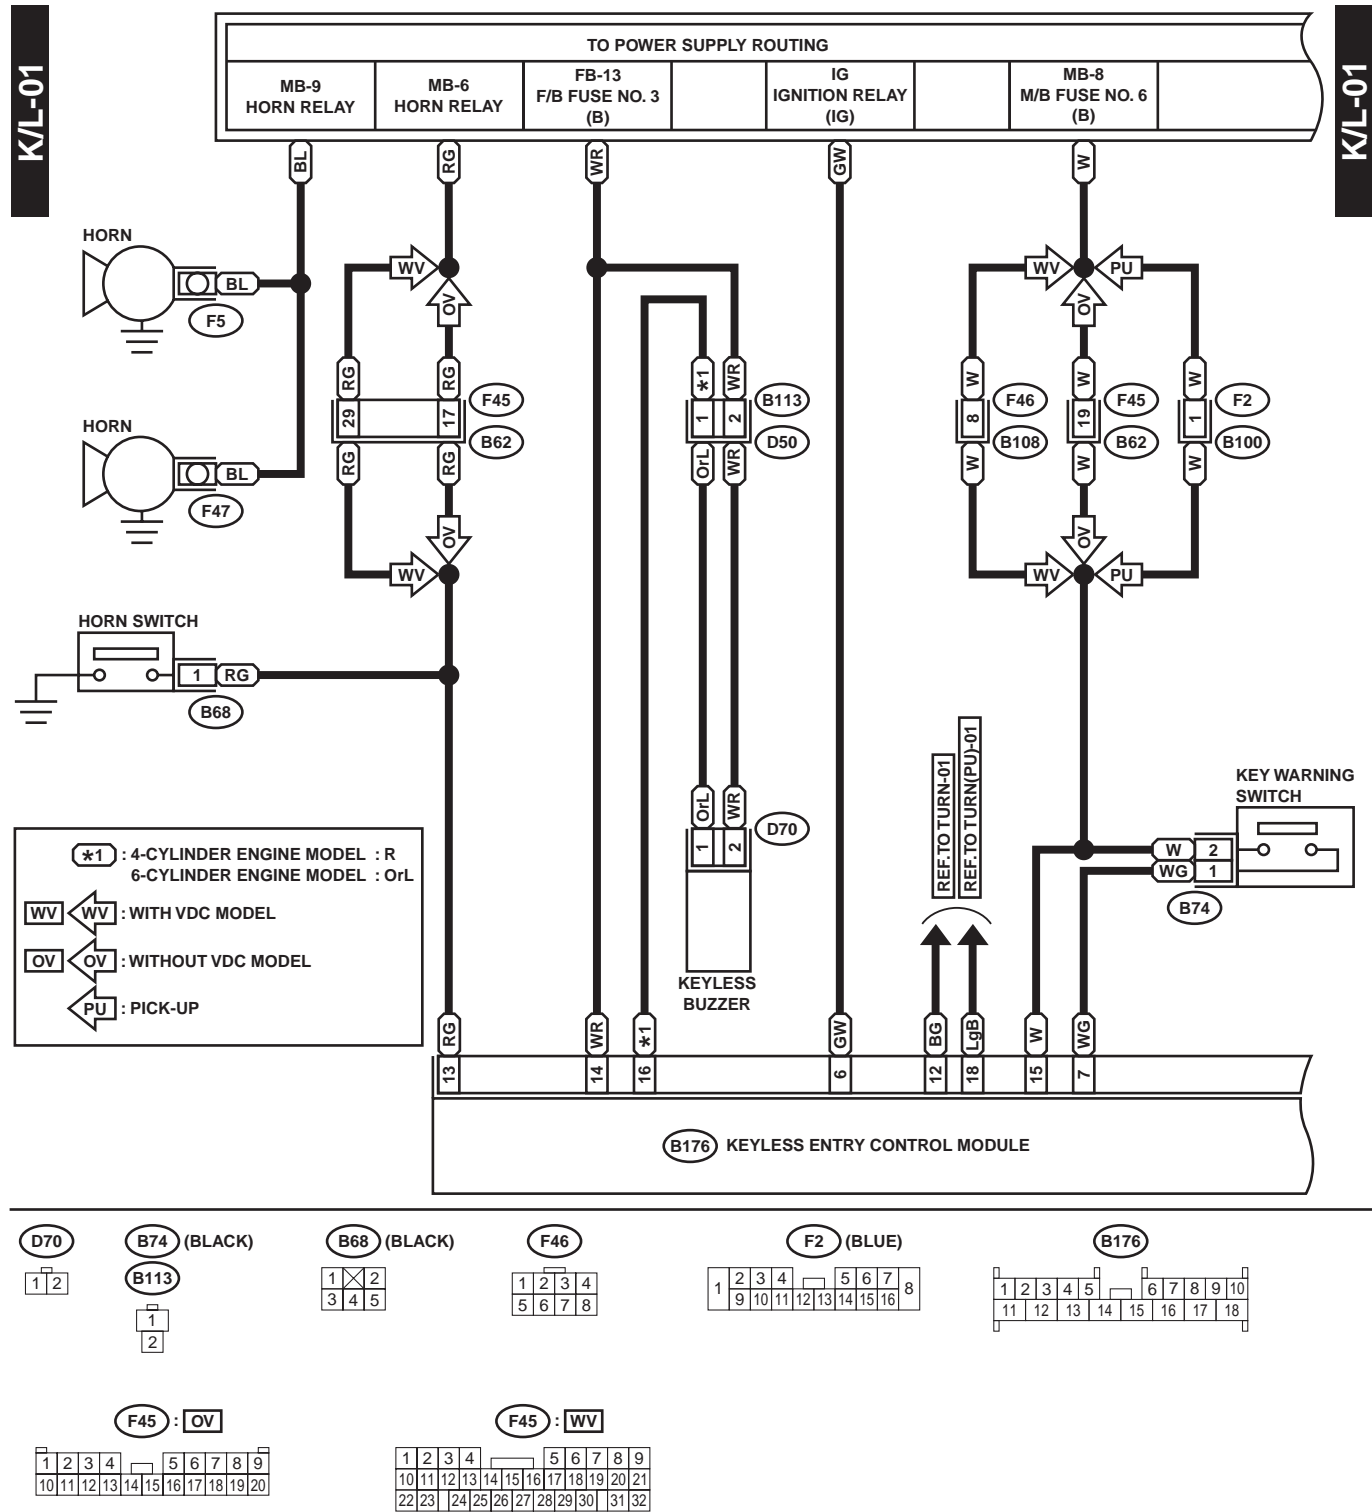 K/L-01
K/L-01
TO POWER SUPPLY ROUTING
MB-9
HORN RELAY
MB-6
HORN RELAY
FB-13
F/B FUSE NO. 3
(B)
IG
IGNITION RELAY
(IG)
MB-8
M/B FUSE NO. 6
(B)
BL
RG
WR
GW
W
HORN
BL
F5
WV
OV
WV
OV
PU
RG
RG
*1
WR
W
W
W
29
17
F45
B62
1
2
B113
D50
8
F46
B108
19
F45
B62
1
F2
B100
HORN
BL
F47
RG
RG
OrL
WR
W
W
W
OV
WV
OV
WV
PU
HORN SWITCH
1
RG
B68
REF. TO TURN-01
REF. TO TURN(PU)-01
KEY WARNING
SWITCH
OrL
WR
1
2
D70
KEYLESS
BUZZER
W
2
WG
1
B74
*1 : 4-CYLINDER ENGINE MODEL : R
6-CYLINDER ENGINE MODEL : OrL
WV WV : WITH VDC MODEL
OV OV : WITHOUT VDC MODEL
PU : PICK-UP
RG
WR
*1
GW
BG
LgB
W
WG
13
14
16
6
12
18
15
7
B176 KEYLESS ENTRY CONTROL MODULE
D70
1 2
B74 (BLACK)
B113
1
2
B68 (BLACK)
1 2
3 4 5
F46
1 2 3 4
5 6 7 8
F2 (BLUE)
1 2 3 4 5 6 7 8
9 10 11 12 13 14 15 16
B176
1 2 3 4 5 6 7 8 9 10
11 12 13 14 15 16 17 18
F45 : OV
1 2 3 4 5 6 7 8 9
10 11 12 13 14 15 16 17 18 19 20
F45 : WV
1 2 3 4 5 6 7 8 9
10 11 12 13 14 15 16 17 18 19 20 21
22 23 24 25 26 27 28 29 30 31 32